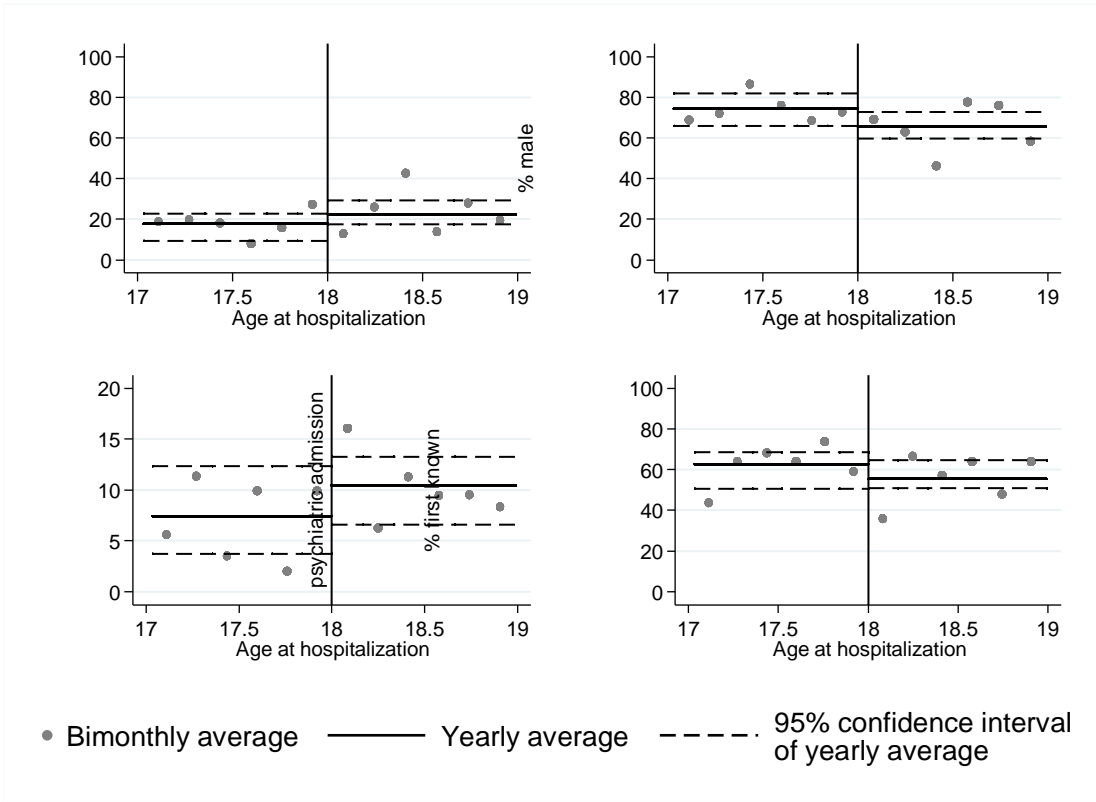 100
80
60
40
20
0
17 17.5 18 18.5 19
Age at hospitalization
% male
100
80
60
40
20
0
17 17.5 18 18.5 19
Age at hospitalization
20
15
10
5
0
17 17.5 18 18.5 19
Age at hospitalization
psychiatric admission
% first known
100
80
60
40
20
0
17 17.5 18 18.5 19
Age at hospitalization
Bimonthly average
Yearly average
95% confidence interval
of yearly average